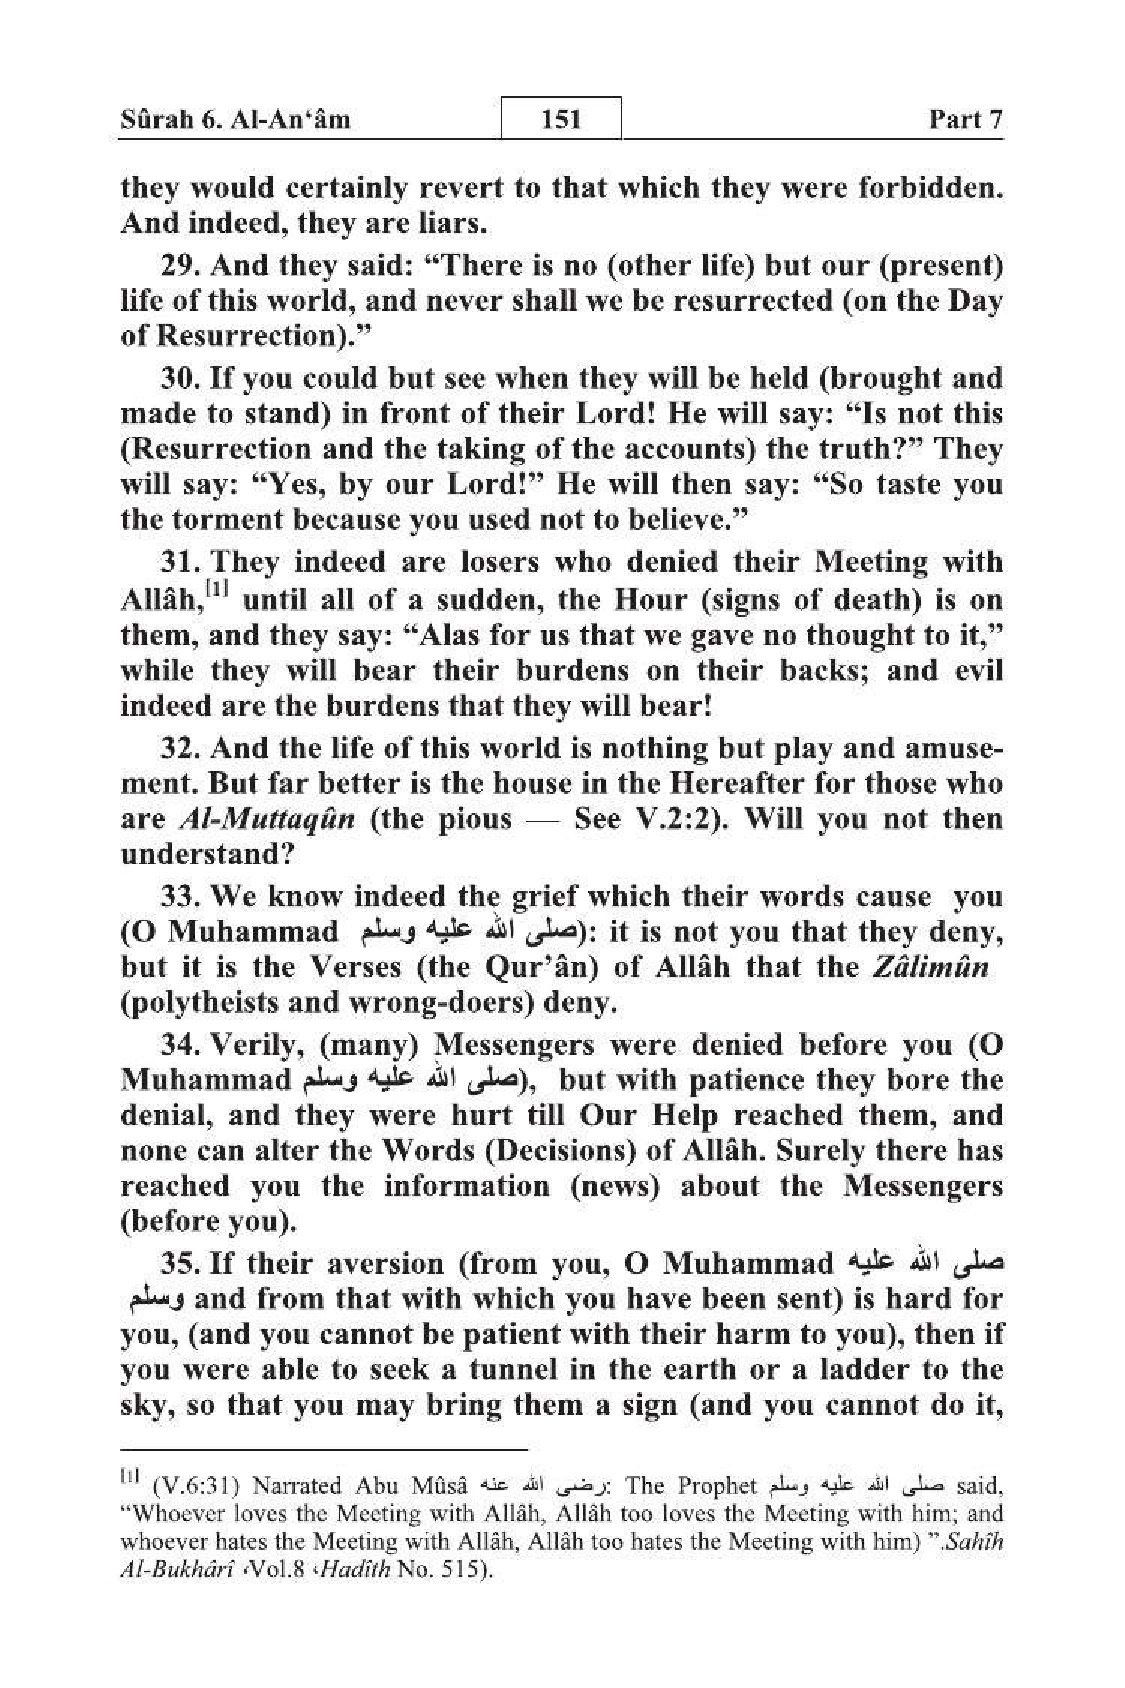 Sûrah 6. Al-An‘âm 151 Part 7
they would certainly revert to that which they were forbidden.
And indeed, they are liars.
29. And they said: “There is no (other life) but our (present)
life of this world, and never shall we be resurrected (on the Day
of Resurrection).”
30. If you could but see when they will be held (brought and
made to stand) in front of their Lord! He will say: “Is not this
(Resurrection and the taking of the accounts) the truth?” They
will say: “Yes, by our Lord!” He will then say: “So taste you
the torment because you used not to believe.”
31. They indeed are losers who denied their Meeting with
Allâh,[1] until all of a sudden, the Hour (signs of death) is on
them, and they say: “Alas for us that we gave no thought to it,”
while they will bear their burdens on their backs; and evil
indeed are the burdens that they will bear!
32. And the life of this world is nothing but play and amuse-
ment. But far better is the house in the Hereafter for those who
are Al-Muttaqûn (the pious — See V.2:2). Will you not then
understand?
33. We know indeed the grief which their words cause you
(O Muhammad صلى الله عليه وسلم): it is not you that they deny,
but it is the Verses (the Qur’ân) of Allâh that the Zâlimûn
(polytheists and wrong-doers) deny.
34. Verily, (many) Messengers were denied before you (O
Muhammad صلى الله عليه وسلم), but with patience they bore the
denial, and they were hurt till Our Help reached them, and
none can alter the Words (Decisions) of Allâh. Surely there has
reached you the information (news) about the Messengers
(before you).
35. If their aversion (from you, O Muhammad صلى الله عليه
وسلم and from that with which you have been sent) is hard for
you, (and you cannot be patient with their harm to you), then if
you were able to seek a tunnel in the earth or a ladder to the
sky, so that you may bring them a sign (and you cannot do it,
[1] (V.6:31) Narrated Abu Mûsâ رضى الله عنه: The Prophet صلى الله عليه وسلم said,
“Whoever loves the Meeting with Allâh, Allâh too loves the Meeting with him; and
whoever hates the Meeting with Allâh, Allâh too hates the Meeting with him) ”.Sahîh
Al-Bukhârî ،Vol.8 ،Hadîth No. 515).